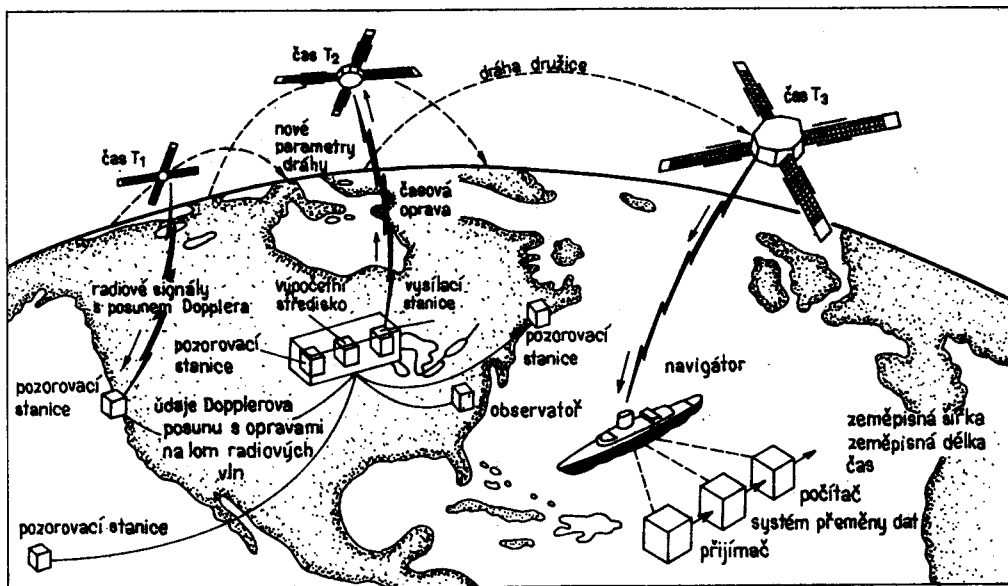 čas T₁
čas T₂
dráha družice
čas T₃
nové
parametry
dráhy
časová
oprava
radiové signály
s posunem Dopplera
výpočetní
středisko
vysílací
stanice
pozorovací
stanice
pozorovací
stanice
pozorovací
stanice
navigátor
údaje Dopplerova
posunu s opravami
na lom radiových
vln
observatoř
zeměpisná šířka
zeměpisná délka
čas
počítač
systém přeměny dat
přijímač
pozorovací stanice